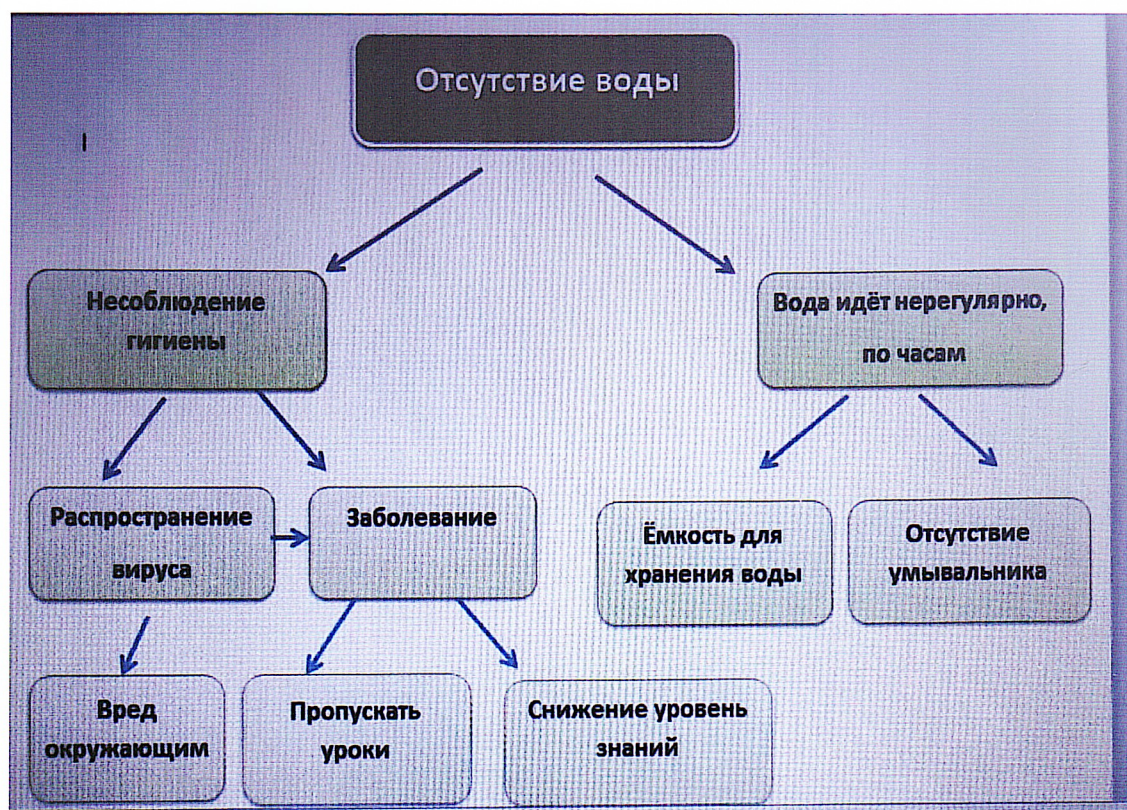 Отсутствие воды
Несоблюдение
гигиены
Вода идёт нерегулярно,
по часам
Распространение
вируса
Заболевание
Ёмкость для
хранения воды
Отсутствие
умывальника
Вред
окружающим
Пропускать
уроки
Снижение уровень
знаний